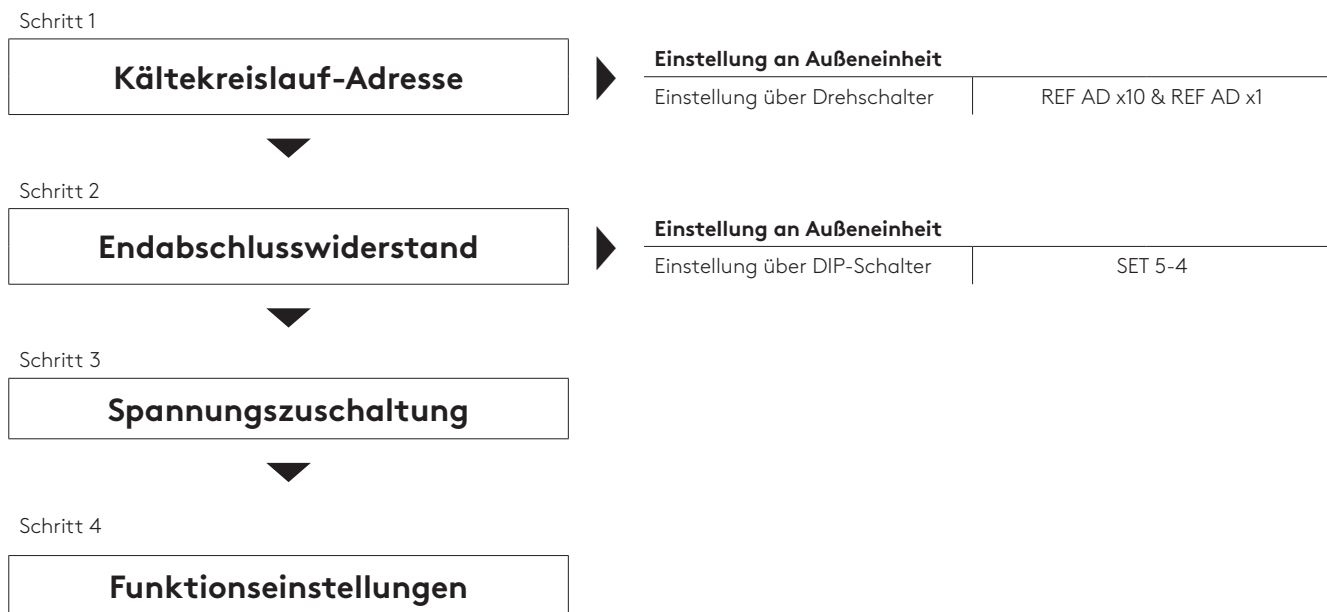 Schritt 1
Kältekreislauf-Adresse
Einstellung an Außeneinheit
Einstellung über Drehschalter REF AD x10 & REF AD x1
Schritt 2
Endabschlusswiderstand
Einstellung an Außeneinheit
Einstellung über DIP-Schalter SET 5-4
Schritt 3
Spannungszuschaltung
Schritt 4
Funktionseinstellungen